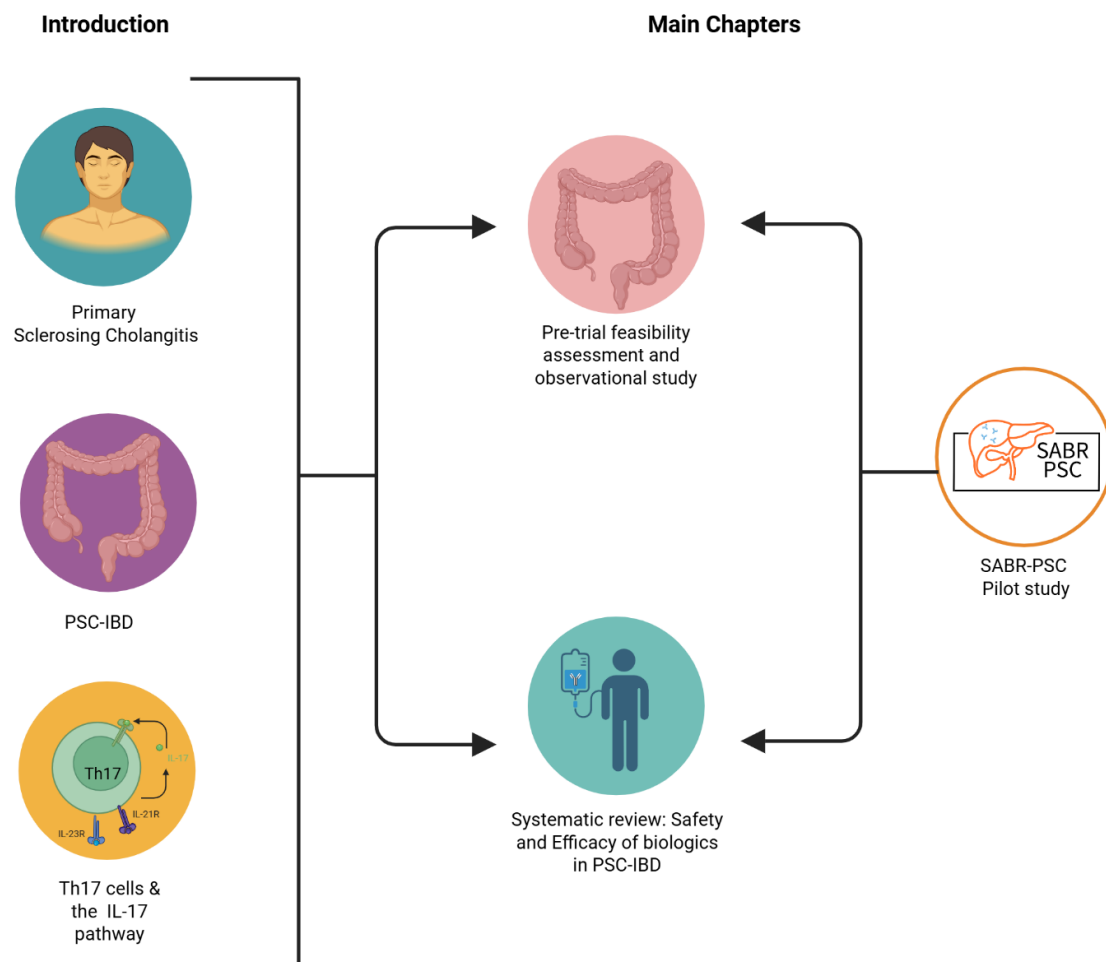 Introduction
Main Chapters
Primary
Sclerosing Cholangitis
PSC-IBD
Th17
IL-17
IL-21R
IL-23R
Th17 cells &
the IL-17
pathway
Pre-trial feasibility
assessment and
observational study
Systematic review: Safety
and Efficacy of biologics
in PSC-IBD
SABR
PSC
SABR-PSC
Pilot study